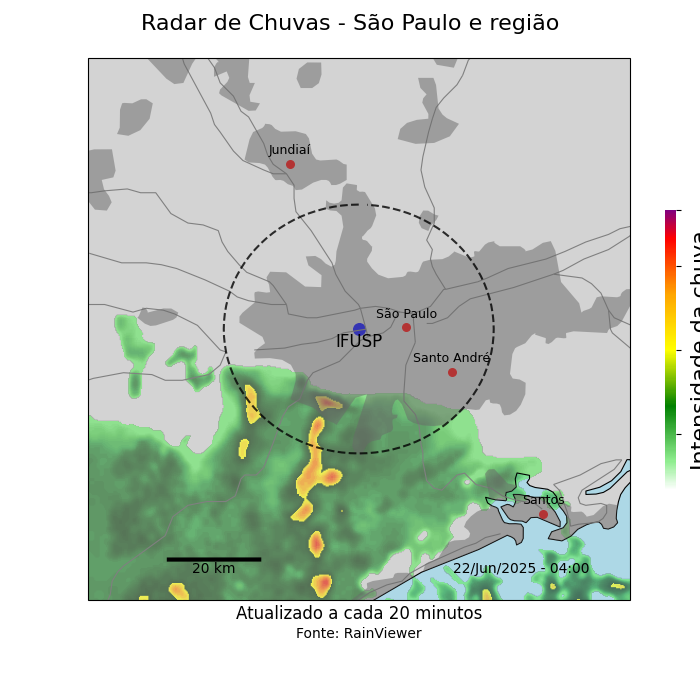 Radar de Chuvas - São Paulo e região
Jundiaí
São Paulo
IFUSP
Santo André
Santos
20 km
22/Jun/2025 - 04:00
Atualizado a cada 20 minutos
Fonte: RainViewer
Intensidade da chuva